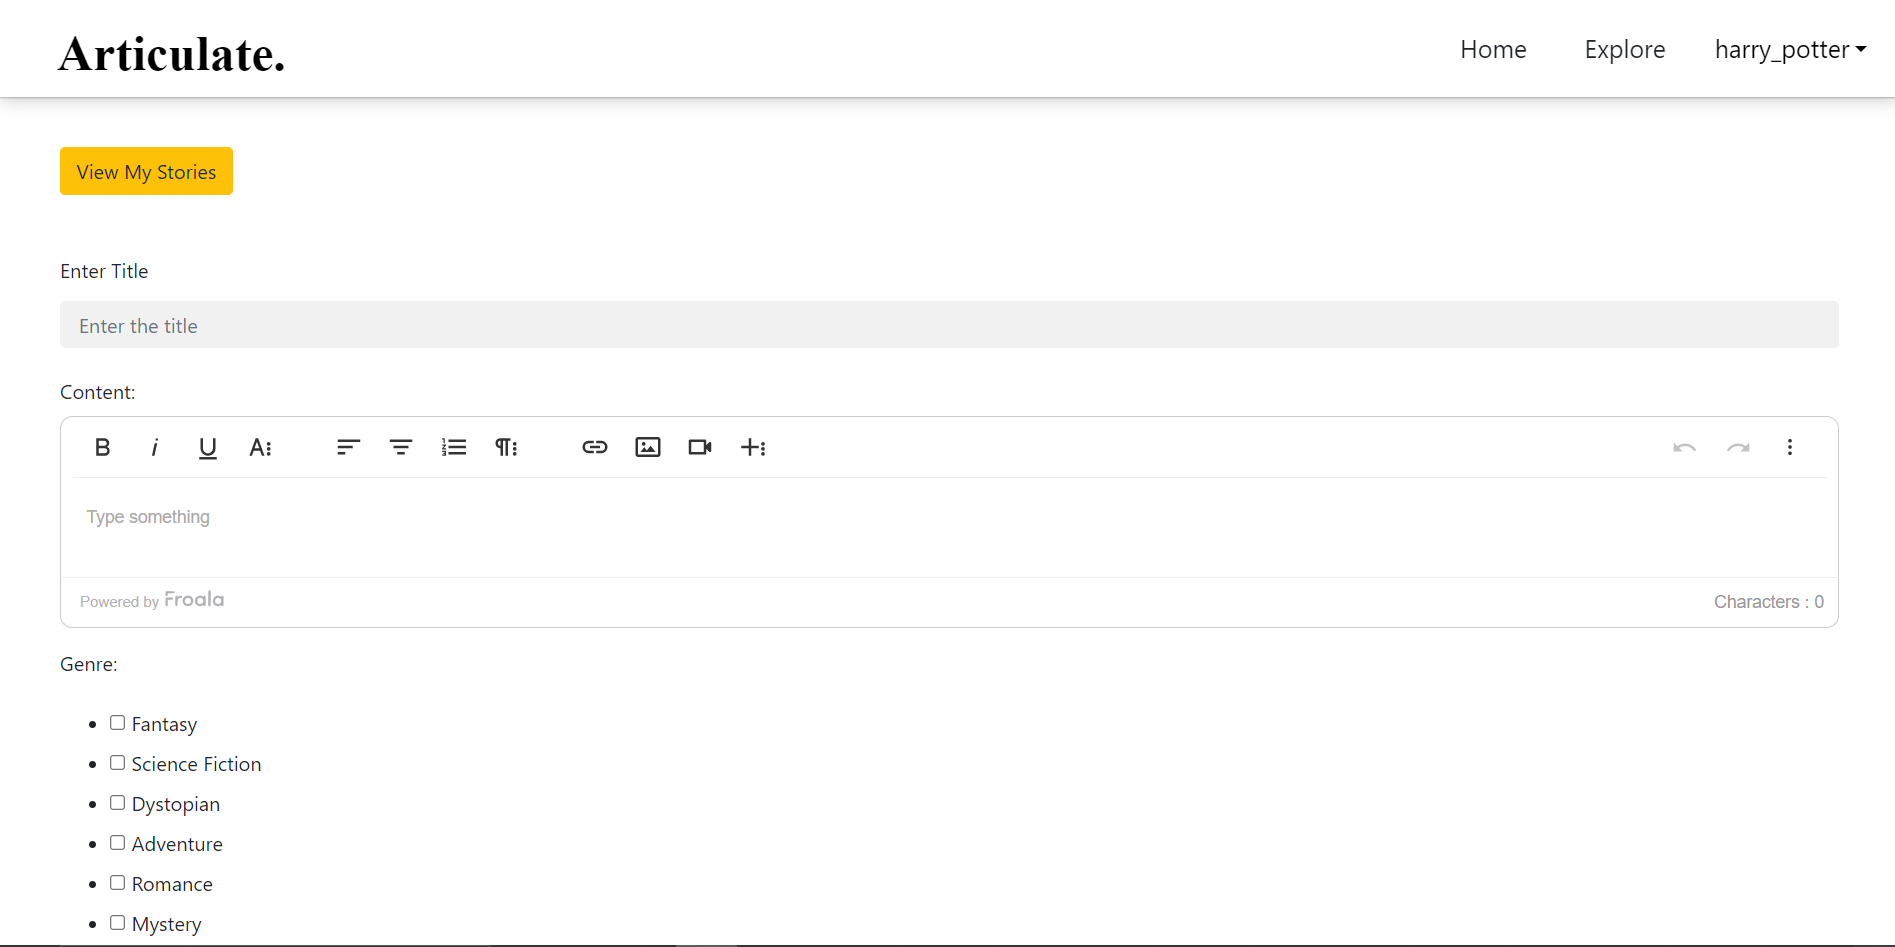 Articulate.
Home Explore harry_potter
View My Stories
Enter Title
Enter the title
Content:
Type something
Powered by Froala
Characters : 0
Genre:
Fantasy
Science Fiction
Dystopian
Adventure
Romance
Mystery